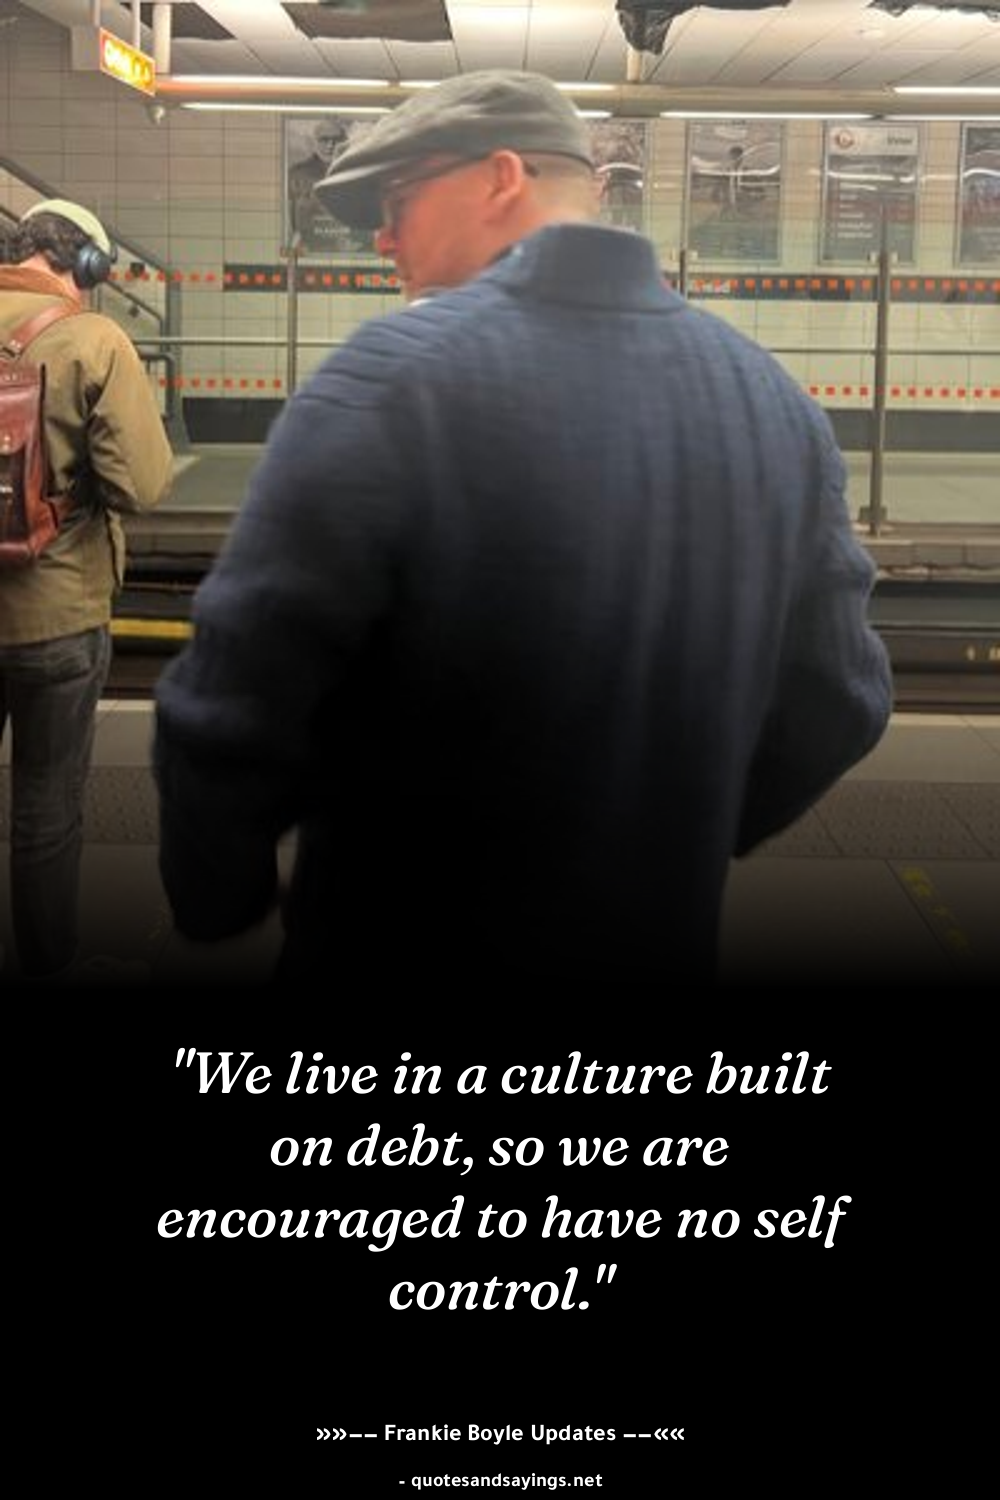 "We live in a culture built
on debt, so we are
encouraged to have no self
control."
»»-- Frankie Boyle Updates --««
- quotesandsayings.net